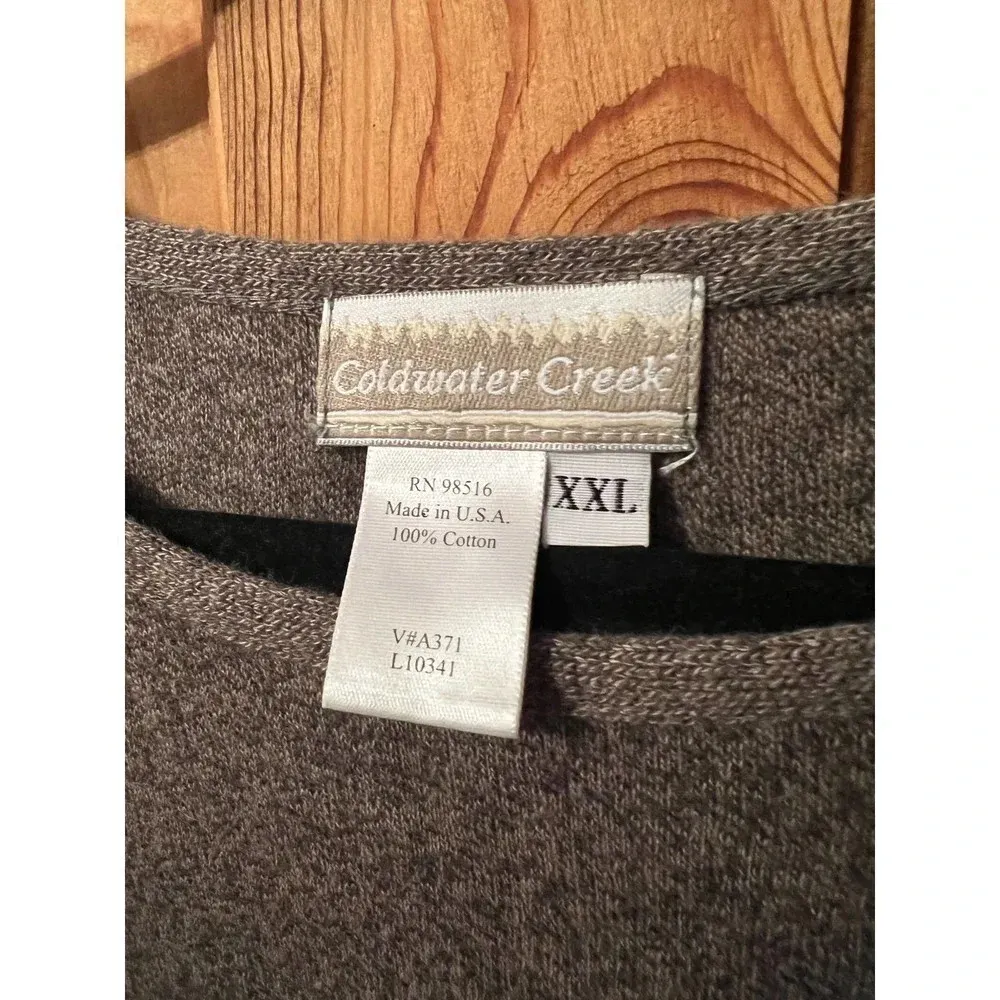 Coldwater Creek
RN 98516
Made in U.S.A.
100% Cotton
XXL
V#A371
L10341